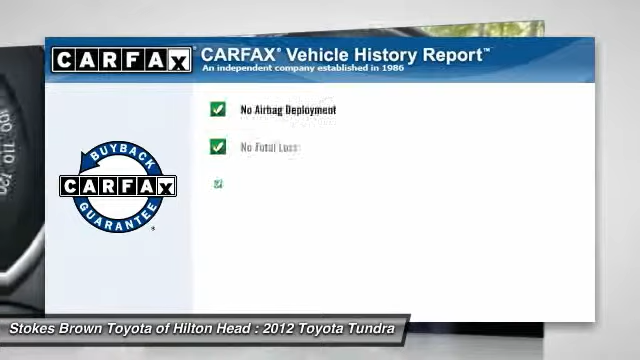 CARFAX® CARFAX® Vehicle History Report™
An independent company established in 1986
No Airbag Deployment
No Total Loss
BUYBACK
CARFAX
GUARANTEE
Stokes Brown Toyota of Hilton Head : 2012 Toyota Tundra